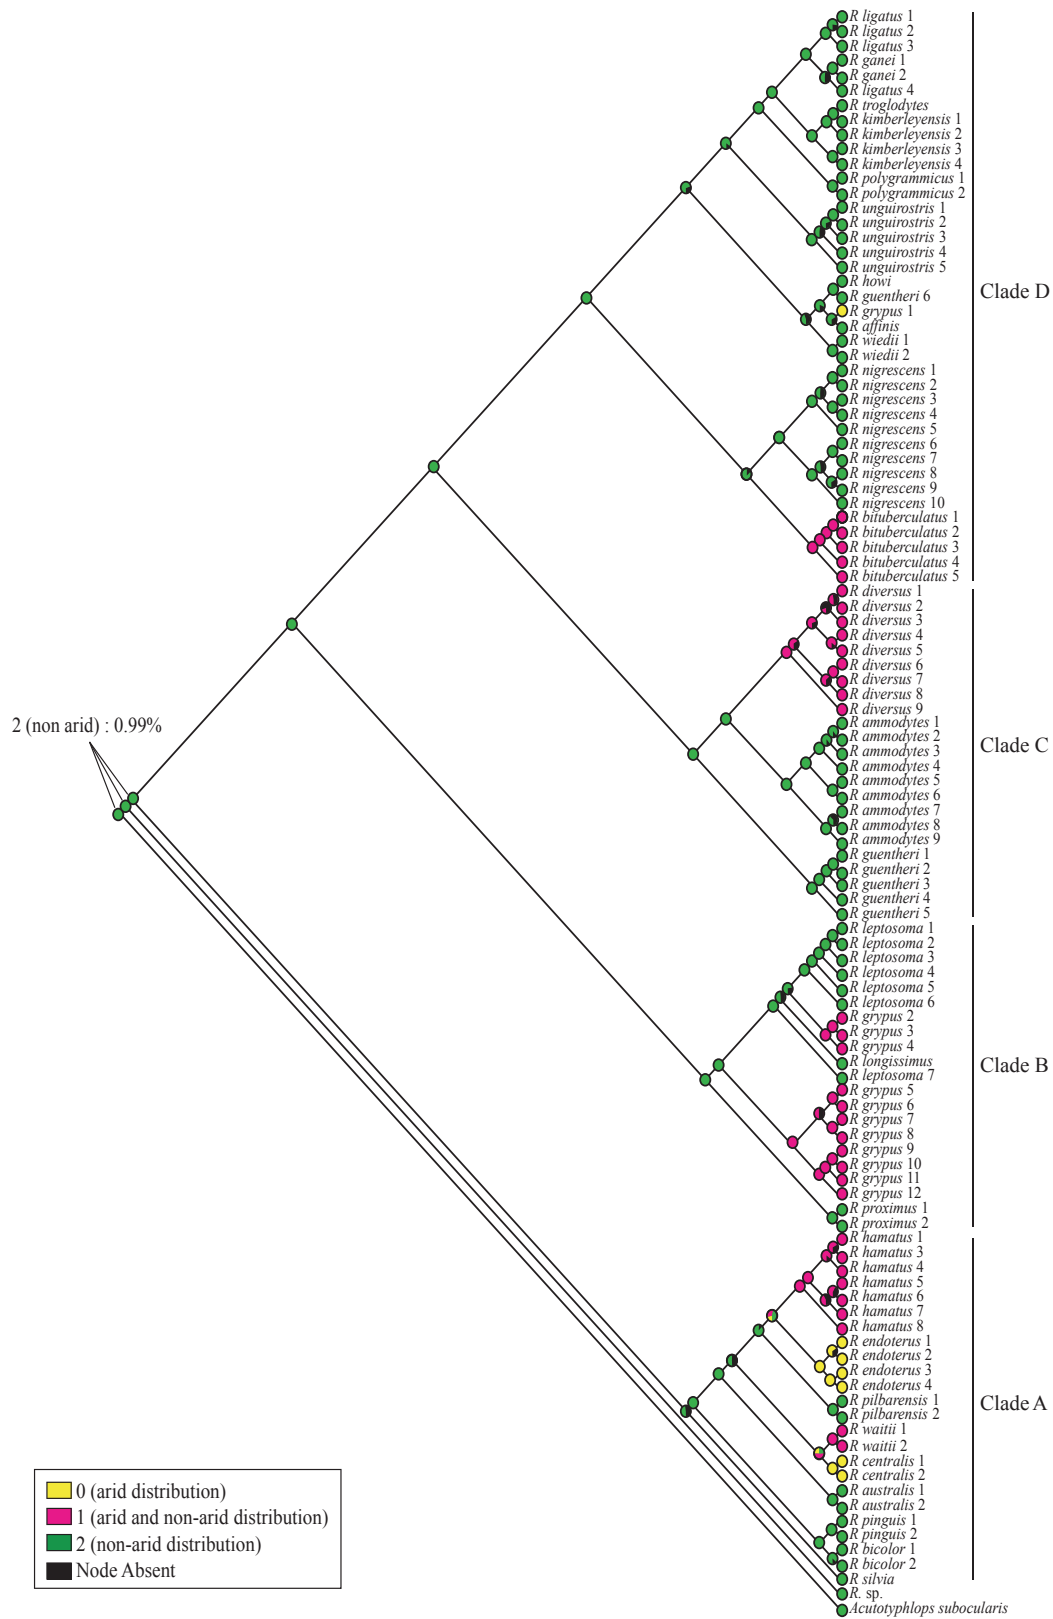 R ligatus 1
R ligatus 2
R ligatus 3
R ganei 1
R ganei 2
R ligatus 4
R troglodytes
R kimberleyensis 1
R kimberleyensis 2
R kimberleyensis 3
R kimberleyensis 4
R polygrammicus 1
R polygrammicus 2
R unguirostris 1
R unguirostris 2
R unguirostris 3
R unguirostris 4
R unguirostris 5
R howi
R guentheri 6
R grypus 1
R affinis
R wiedii 1
R wiedii 2
R nigrescens 1
R nigrescens 2
R nigrescens 3
R nigrescens 4
R nigrescens 5
R nigrescens 6
R nigrescens 7
R nigrescens 8
R nigrescens 9
R nigrescens 10
R bituberculatus 1
R bituberculatus 2
R bituberculatus 3
R bituberculatus 4
R bituberculatus 5
Clade D
R diversus 1
R diversus 2
R diversus 3
R diversus 4
R diversus 5
R diversus 6
R diversus 7
R diversus 8
R diversus 9
R ammodytes 1
R ammodytes 2
R ammodytes 3
R ammodytes 4
R ammodytes 5
R ammodytes 6
R ammodytes 7
R ammodytes 8
R ammodytes 9
R guentheri 1
R guentheri 2
R guentheri 3
R guentheri 4
R guentheri 5
Clade C
2 (non arid) : 0.99%
R leptosoma 1
R leptosoma 2
R leptosoma 3
R leptosoma 4
R leptosoma 5
R leptosoma 6
R grypus 2
R grypus 3
R grypus 4
R longissimus
R leptosoma 7
R grypus 5
R grypus 6
R grypus 7
R grypus 8
R grypus 9
R grypus 10
R grypus 11
R grypus 12
R proximus 1
R proximus 2
Clade B
R hamatus 1
R hamatus 3
R hamatus 4
R hamatus 5
R hamatus 6
R hamatus 7
R hamatus 8
R endoterus 1
R endoterus 2
R endoterus 3
R endoterus 4
R pilbarensis 1
R pilbarensis 2
R waitii 1
R waitii 2
R centralis 1
R centralis 2
R australis 1
R australis 2
R pinguis 1
R pinguis 2
R bicolor 1
R bicolor 2
R silvia
R. sp.
Acutotyphlops subocularis
Clade A
0 (arid distribution)
1 (arid and non-arid distribution)
2 (non-arid distribution)
Node Absent